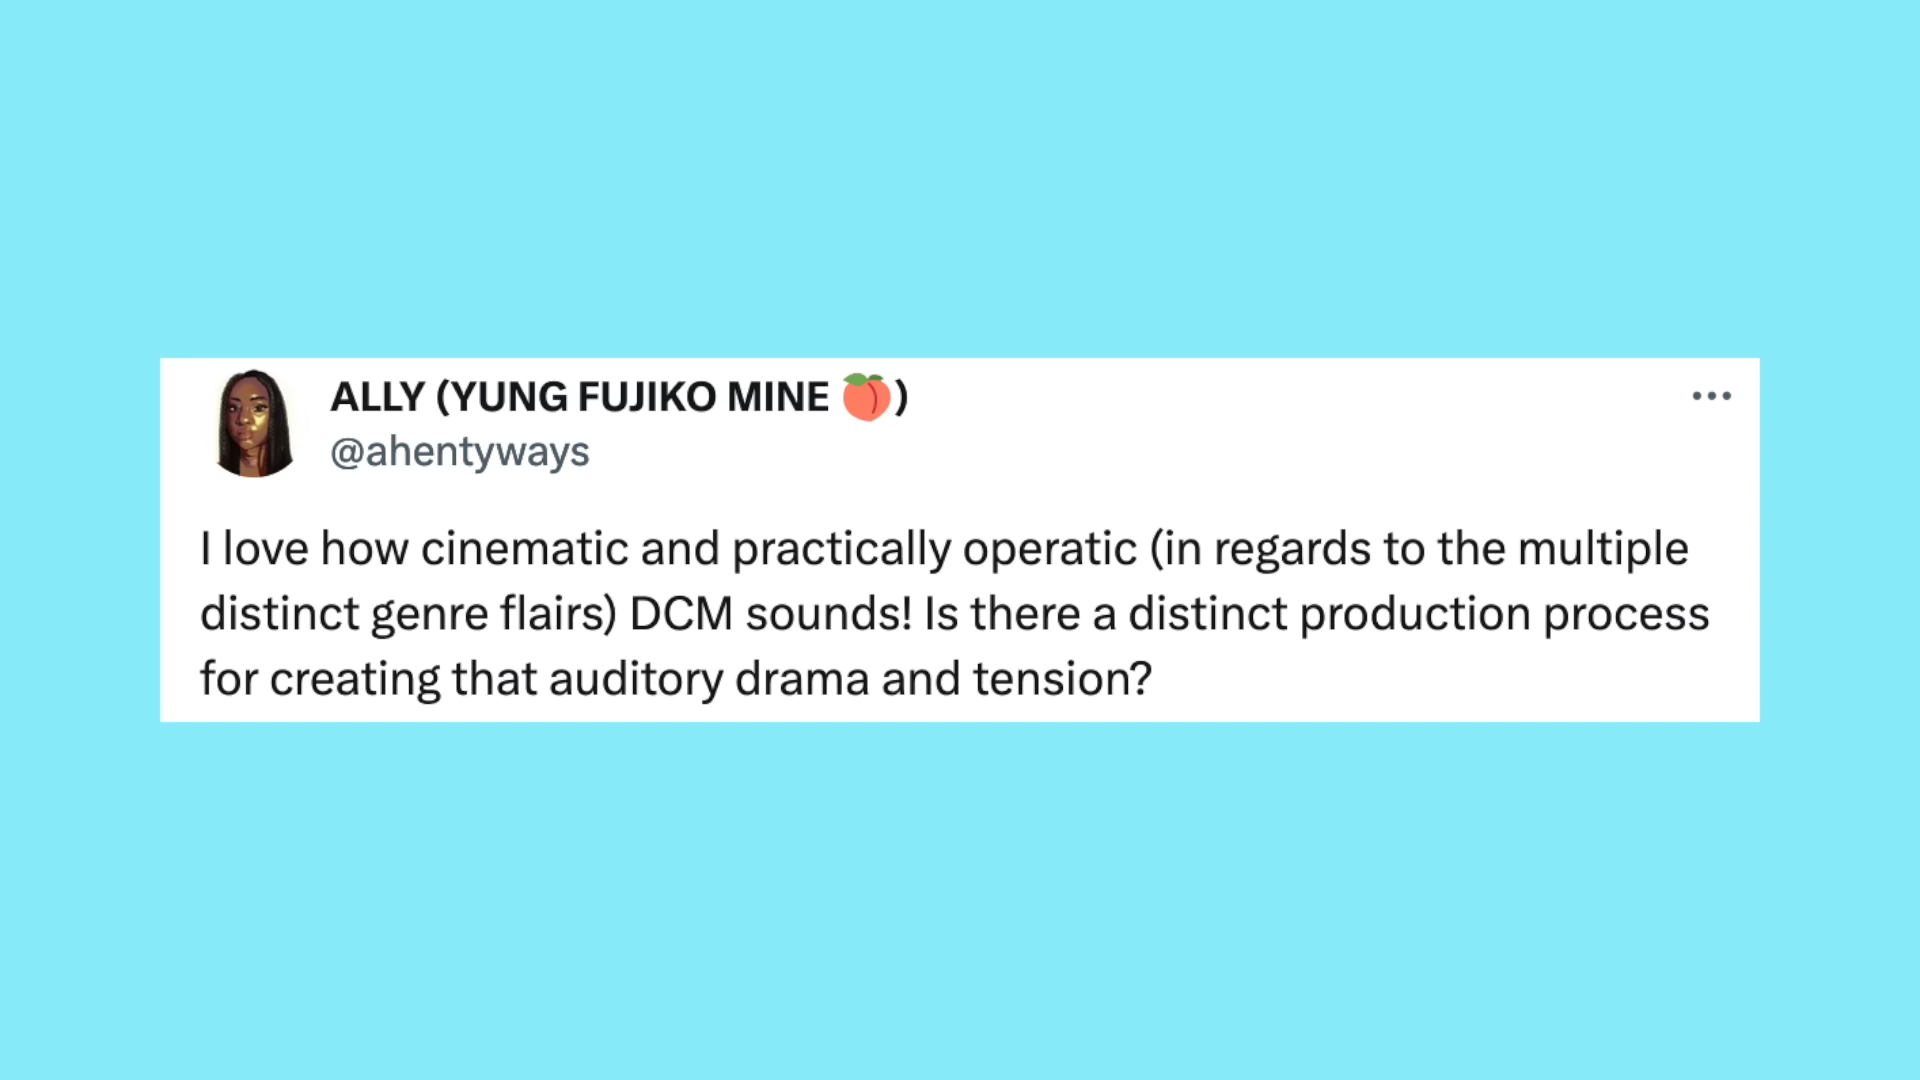 ALLY (YUNG FUJIKO MINE 🍑)
@ahentyways
I love how cinematic and practically operatic (in regards to the multiple
distinct genre flairs) DCM sounds! Is there a distinct production process
for creating that auditory drama and tension?